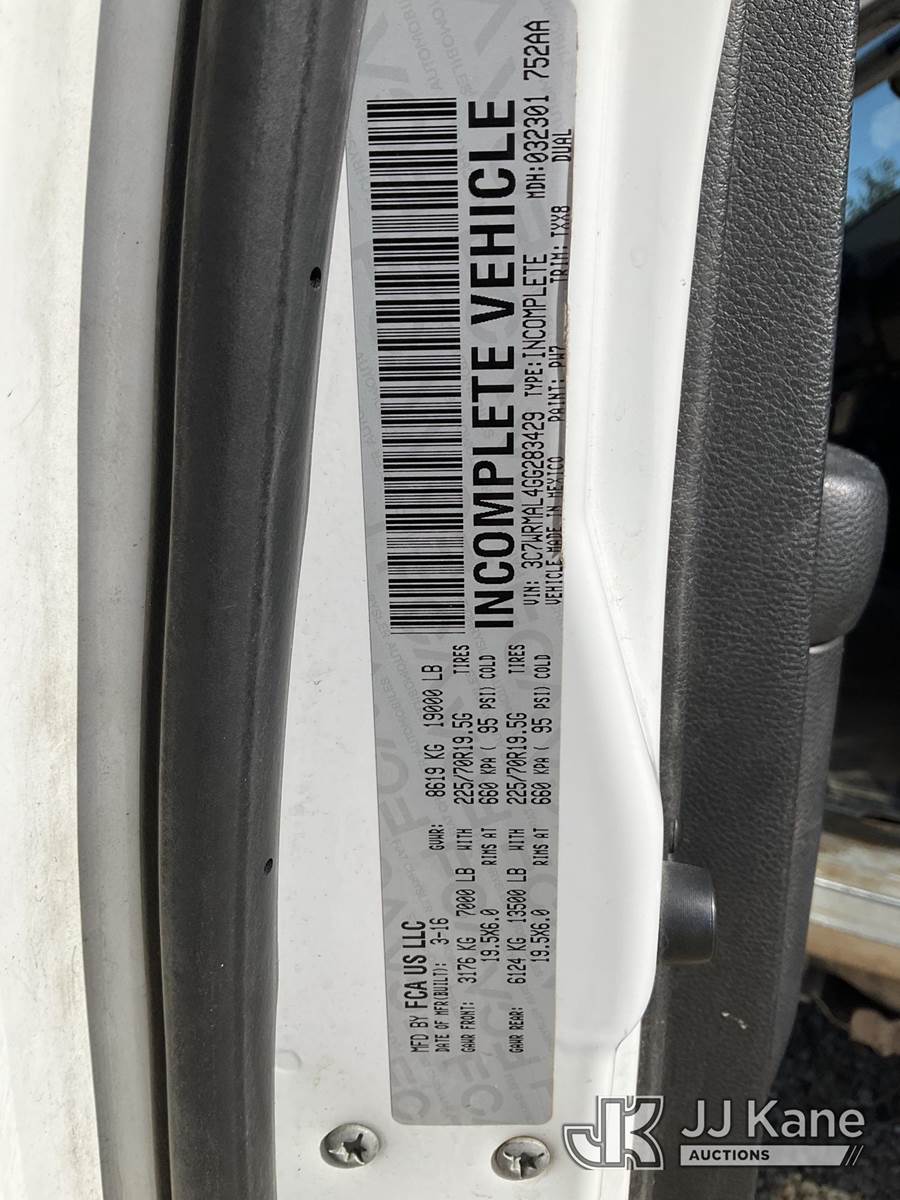 MFD BY FCA US LLC
DATE OF MFR(BUILT): 3-16 GVWR: 8619 KG 19000 LB
GAWR FRONT: 3176 KG 7000 LB WITH 225/70R19.5G TIRES
19.5X6.0 RIMS AT 660 KPA( 95 PSI) COLD
GAWR REAR: 6124 KG 13500 LB WITH 225/70R19.5G TIRES
19.5X6.0 RIMS AT 660 KPA( 95 PSI) COLD
INCOMPLETE VEHICLE
VIN: 3C7WRMAL4GG283429 TYPE:INCOMPLETE MDH:032301 752AA
VEHICLE MADE IN MEXICO PAINT: PW7 TRIM: TXX8 DUAL
JJ Kane
AUCTIONS